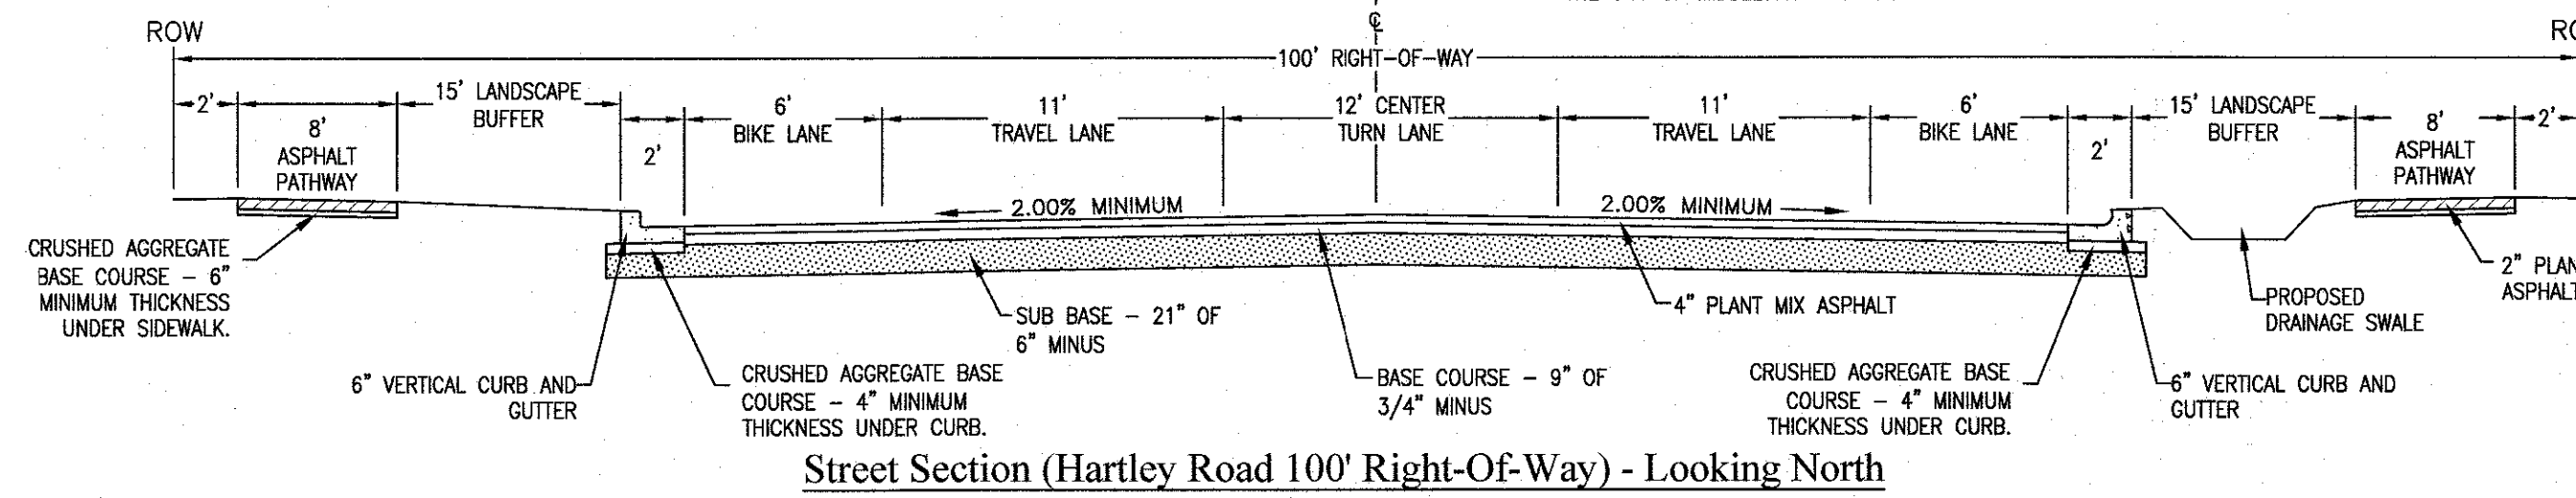 ℄
ROW
100' RIGHT-OF-WAY
2'
8'
ASPHALT
PATHWAY
15' LANDSCAPE
BUFFER
2'
6'
BIKE LANE
11'
TRAVEL LANE
12' CENTER
TURN LANE
11'
TRAVEL LANE
6'
BIKE LANE
2'
15' LANDSCAPE
BUFFER
8'
ASPHALT
PATHWAY
2'
2.00% MINIMUM
2.00% MINIMUM
CRUSHED AGGREGATE
BASE COURSE – 6"
MINIMUM THICKNESS
UNDER SIDEWALK.
6" VERTICAL CURB AND
GUTTER
CRUSHED AGGREGATE BASE
COURSE – 4" MINIMUM
THICKNESS UNDER CURB.
SUB BASE – 21" OF
6" MINUS
BASE COURSE – 9" OF
3/4" MINUS
4" PLANT MIX ASPHALT
CRUSHED AGGREGATE BASE
COURSE – 4" MINIMUM
THICKNESS UNDER CURB.
6" VERTICAL CURB AND
GUTTER
PROPOSED
DRAINAGE SWALE
2" PLAN
ASPHALT
Street Section (Hartley Road 100' Right-Of-Way) - Looking North